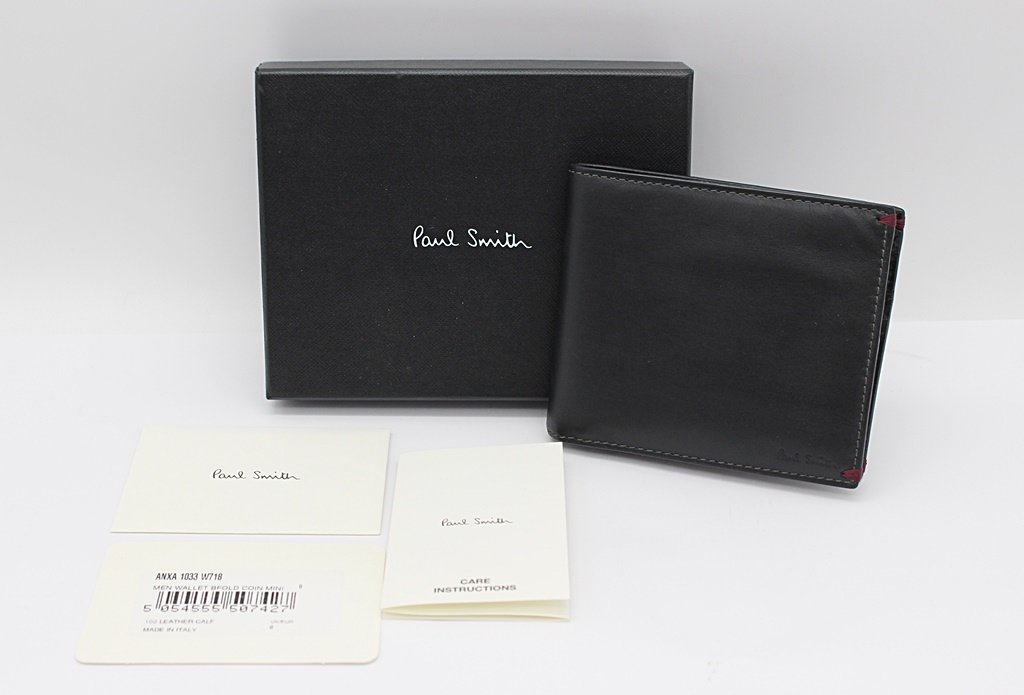 Paul Smith
Paul Smith
Paul Smith
Paul Smith
CARE
INSTRUCTIONS
ANXA 1033 W718
MEN WALLET BFOLD COIN MINI
5 054555 507427
LEATHER CALF
MADE IN ITALY